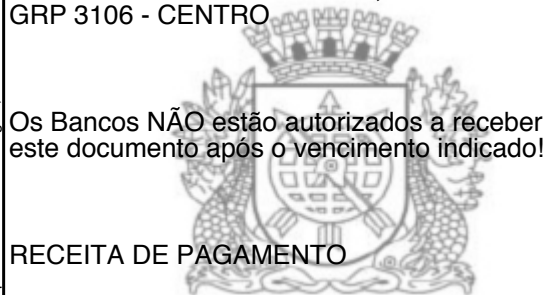 GRP 3106 - CENTRO
Os Bancos NÃO estão autorizados a receber
este documento após o vencimento indicado!
RECEITA DE PAGAMENTO